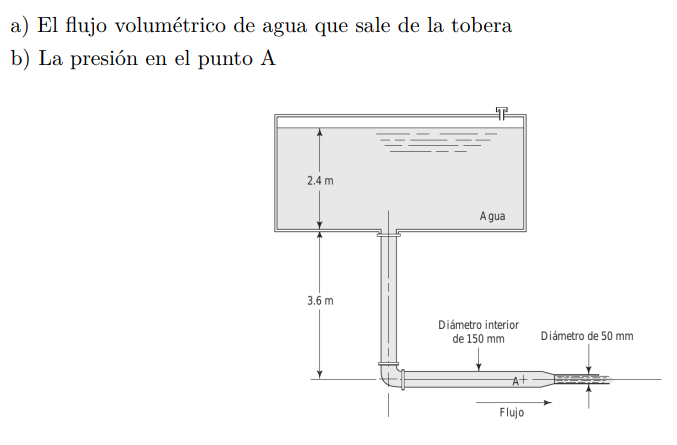 a) El flujo volumétrico de agua que sale de la tobera
b) La presión en el punto A
2.4 m
Agua
3.6 m
Diámetro interior
de 150 mm
Diámetro de 50 mm
A
Flujo